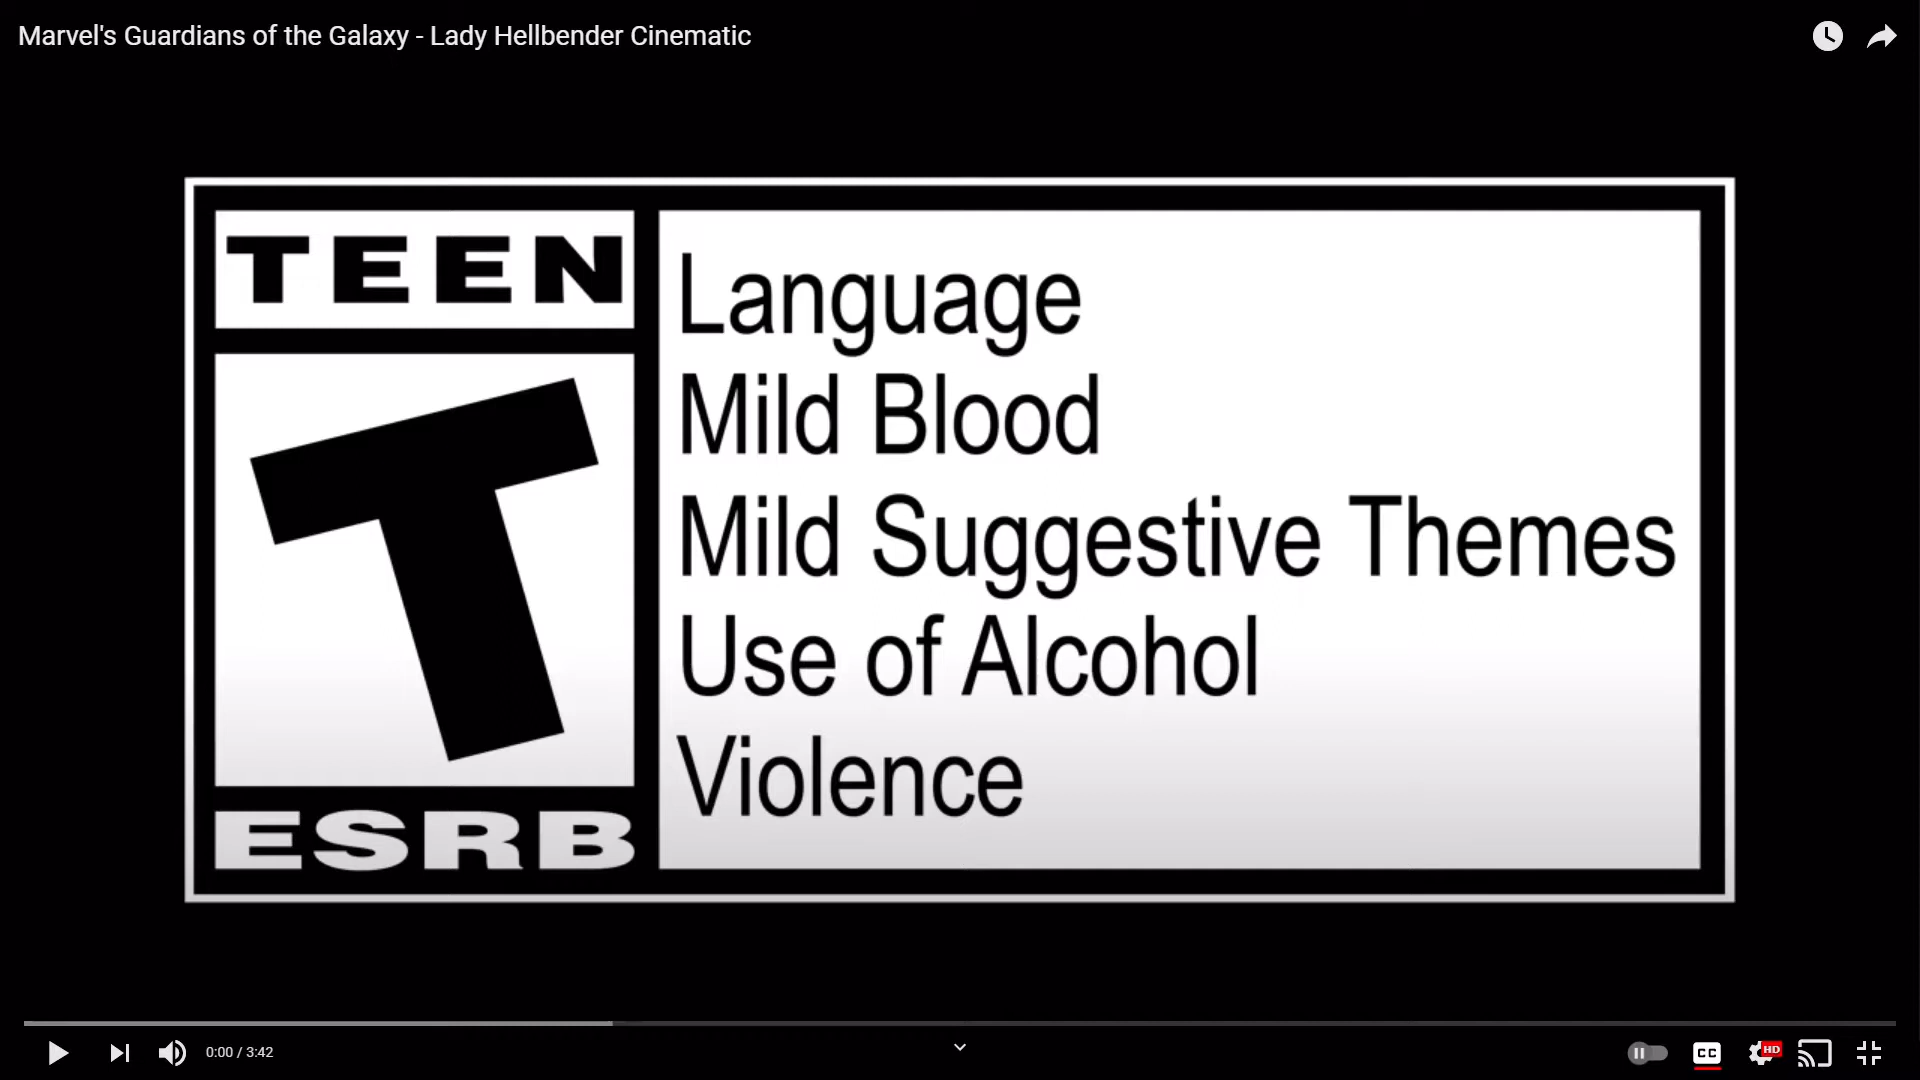 Marvel's Guardians of the Galaxy - Lady Hellbender Cinematic
TEEN
T
ESRB
Language
Mild Blood
Mild Suggestive Themes
Use of Alcohol
Violence
0:00 / 3:42
CC
HD